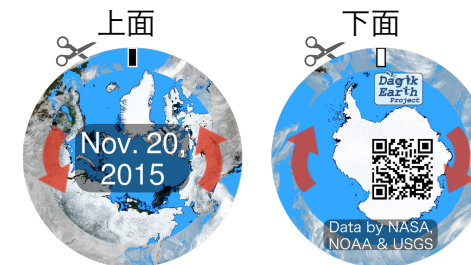 上面
下面
Nov. 20,
2015
Dagik
Earth
Project
Data by NASA,
NOAA & USGS